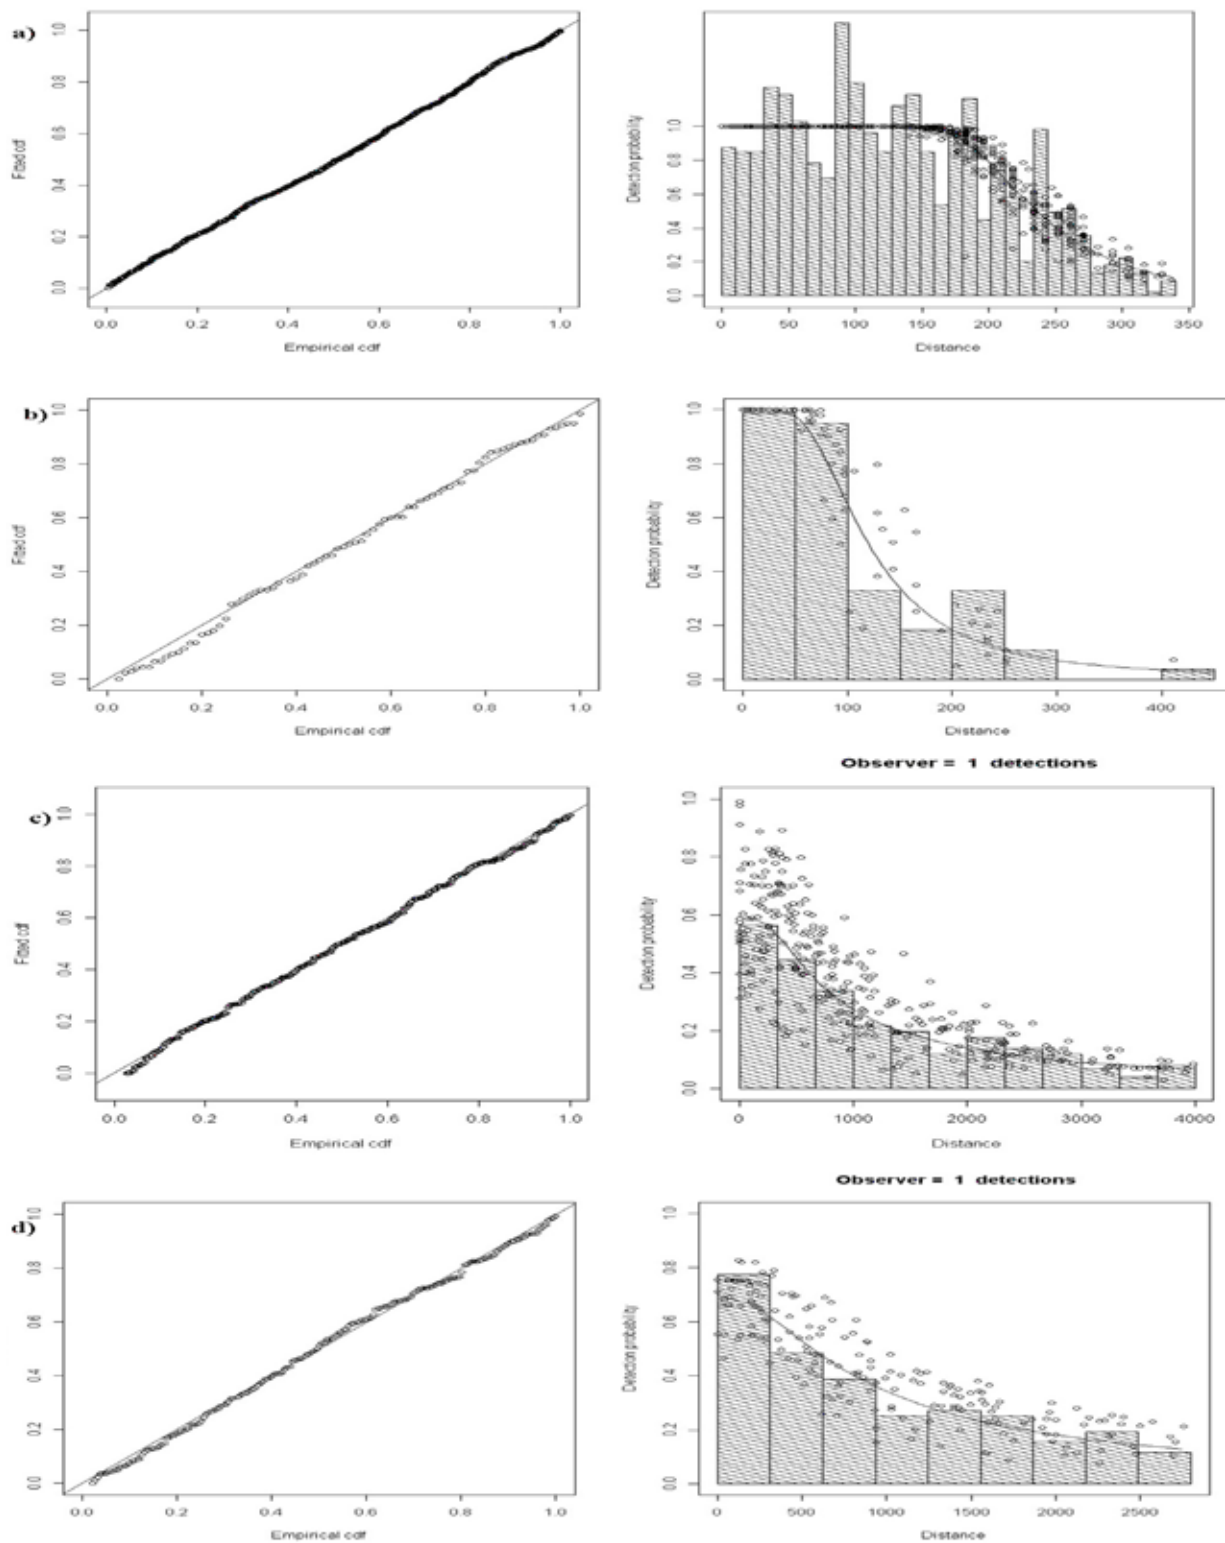 a)
Fitted cdf
1.0
0.8
0.6
0.4
0.2
0.0
0.0 0.2 0.4 0.6 0.8 1.0
Empirical cdf
Detection probability
1.0
0.8
0.6
0.4
0.2
0.0
0 50 100 150 200 250 300 350
Distance
b)
Fitted cdf
1.0
0.8
0.6
0.4
0.2
0.0
0.0 0.2 0.4 0.6 0.8 1.0
Empirical cdf
Detection probability
1.0
0.8
0.6
0.4
0.2
0.0
0 100 200 300 400
Distance
c)
Fitted cdf
1.0
0.8
0.6
0.4
0.2
0.0
0.0 0.2 0.4 0.6 0.8 1.0
Empirical cdf
Observer = 1 detections
Detection probability
1.0
0.8
0.6
0.4
0.2
0.0
0 1000 2000 3000 4000
Distance
d)
Fitted cdf
1.0
0.8
0.6
0.4
0.2
0.0
0.0 0.2 0.4 0.6 0.8 1.0
Empirical cdf
Observer = 1 detections
Detection probability
1.0
0.8
0.6
0.4
0.2
0.0
0 500 1000 1500 2000 2500
Distance